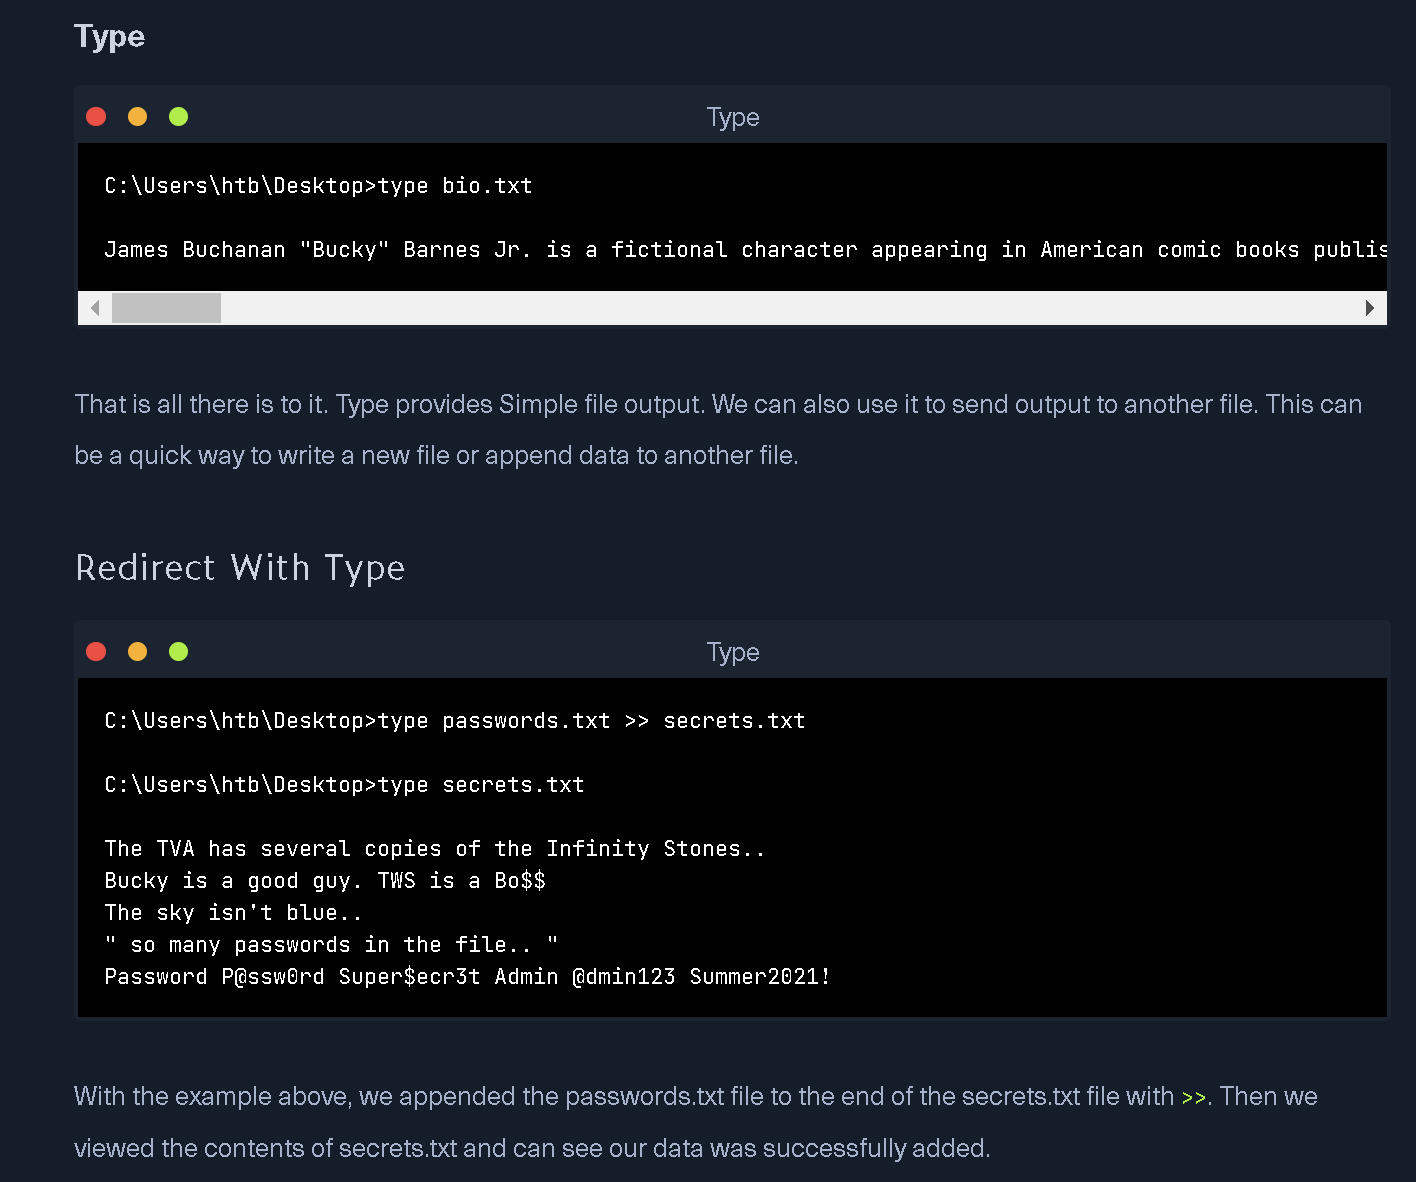 Type
Type
C:\Users\htb\Desktop>type bio.txt
James Buchanan "Bucky" Barnes Jr. is a fictional character appearing in American comic books publis
That is all there is to it. Type provides Simple file output. We can also use it to send output to another file. This can
be a quick way to write a new file or append data to another file.
Redirect With Type
Type
C:\Users\htb\Desktop>type passwords.txt >> secrets.txt
C:\Users\htb\Desktop>type secrets.txt
The TVA has several copies of the Infinity Stones..
Bucky is a good guy. TWS is a Bo$$
The sky isn't blue..
" so many passwords in the file.. "
Password P@ssw0rd Super$ecr3t Admin @dmin123 Summer2021!
With the example above, we appended the passwords.txt file to the end of the secrets.txt file with >>. Then we
viewed the contents of secrets.txt and can see our data was successfully added.